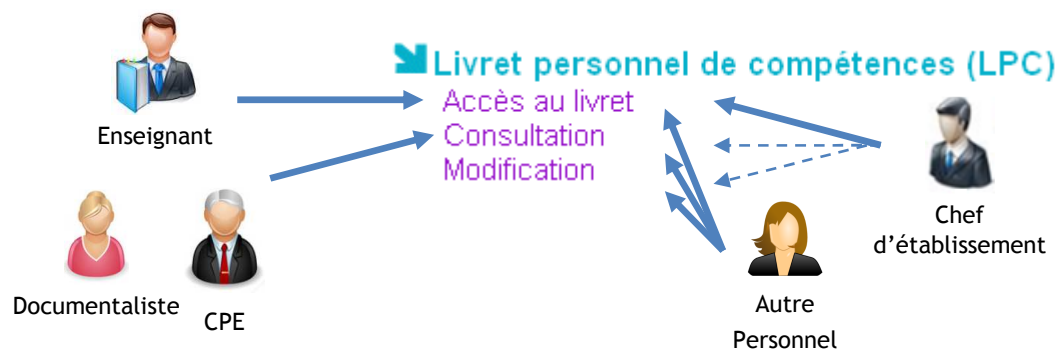 Livret personnel de compétences (LPC)
Accès au livret
Consultation
Modification
Enseignant
Documentaliste
CPE
Autre
Personnel
Chef
d'établissement